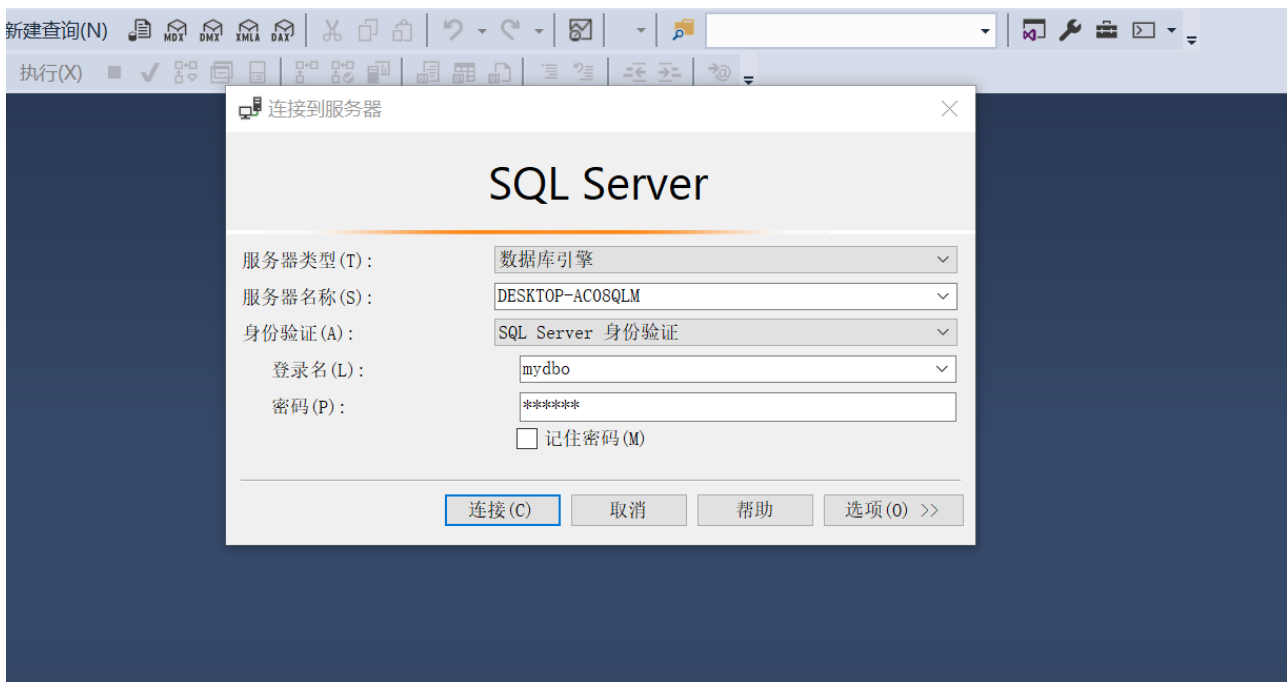 新建查询(N) MDX DMX XMLA DAX
执行(X)
连接到服务器
SQL Server
服务器类型(T): 数据库引擎
服务器名称(S): DESKTOP-AC08QLM
身份验证(A): SQL Server 身份验证
登录名(L): mydbo
密码(P): ******
记住密码(M)
连接(C) 取消 帮助 选项(O) >>